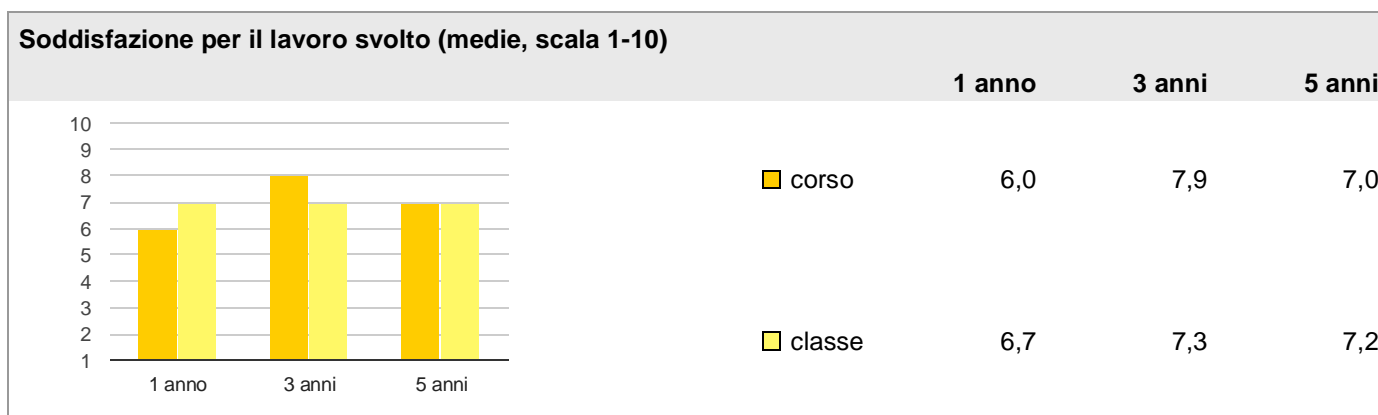 Soddisfazione per il lavoro svolto (medie, scala 1-10)
1 anno 3 anni 5 anni
10
9
8
7
6
5
4
3
2
1
1 anno 3 anni 5 anni
corso 6,0 7,9 7,0
classe 6,7 7,3 7,2